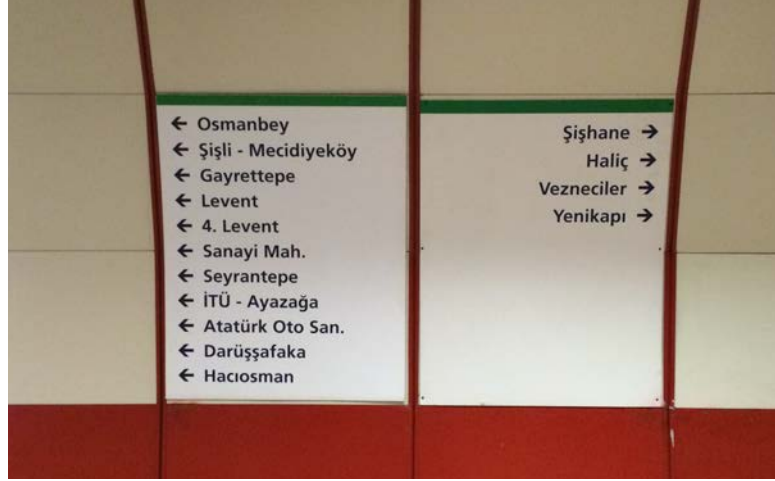 ← Osmanbey
← Şişli - Mecidiyeköy
← Gayrettepe
← Levent
← 4. Levent
← Sanayi Mah.
← Seyrantepe
← İTÜ - Ayazağa
← Atatürk Oto San.
← Darüşşafaka
← Hacıosman
Şişhane →
Haliç →
Vezneciler →
Yenikapı →